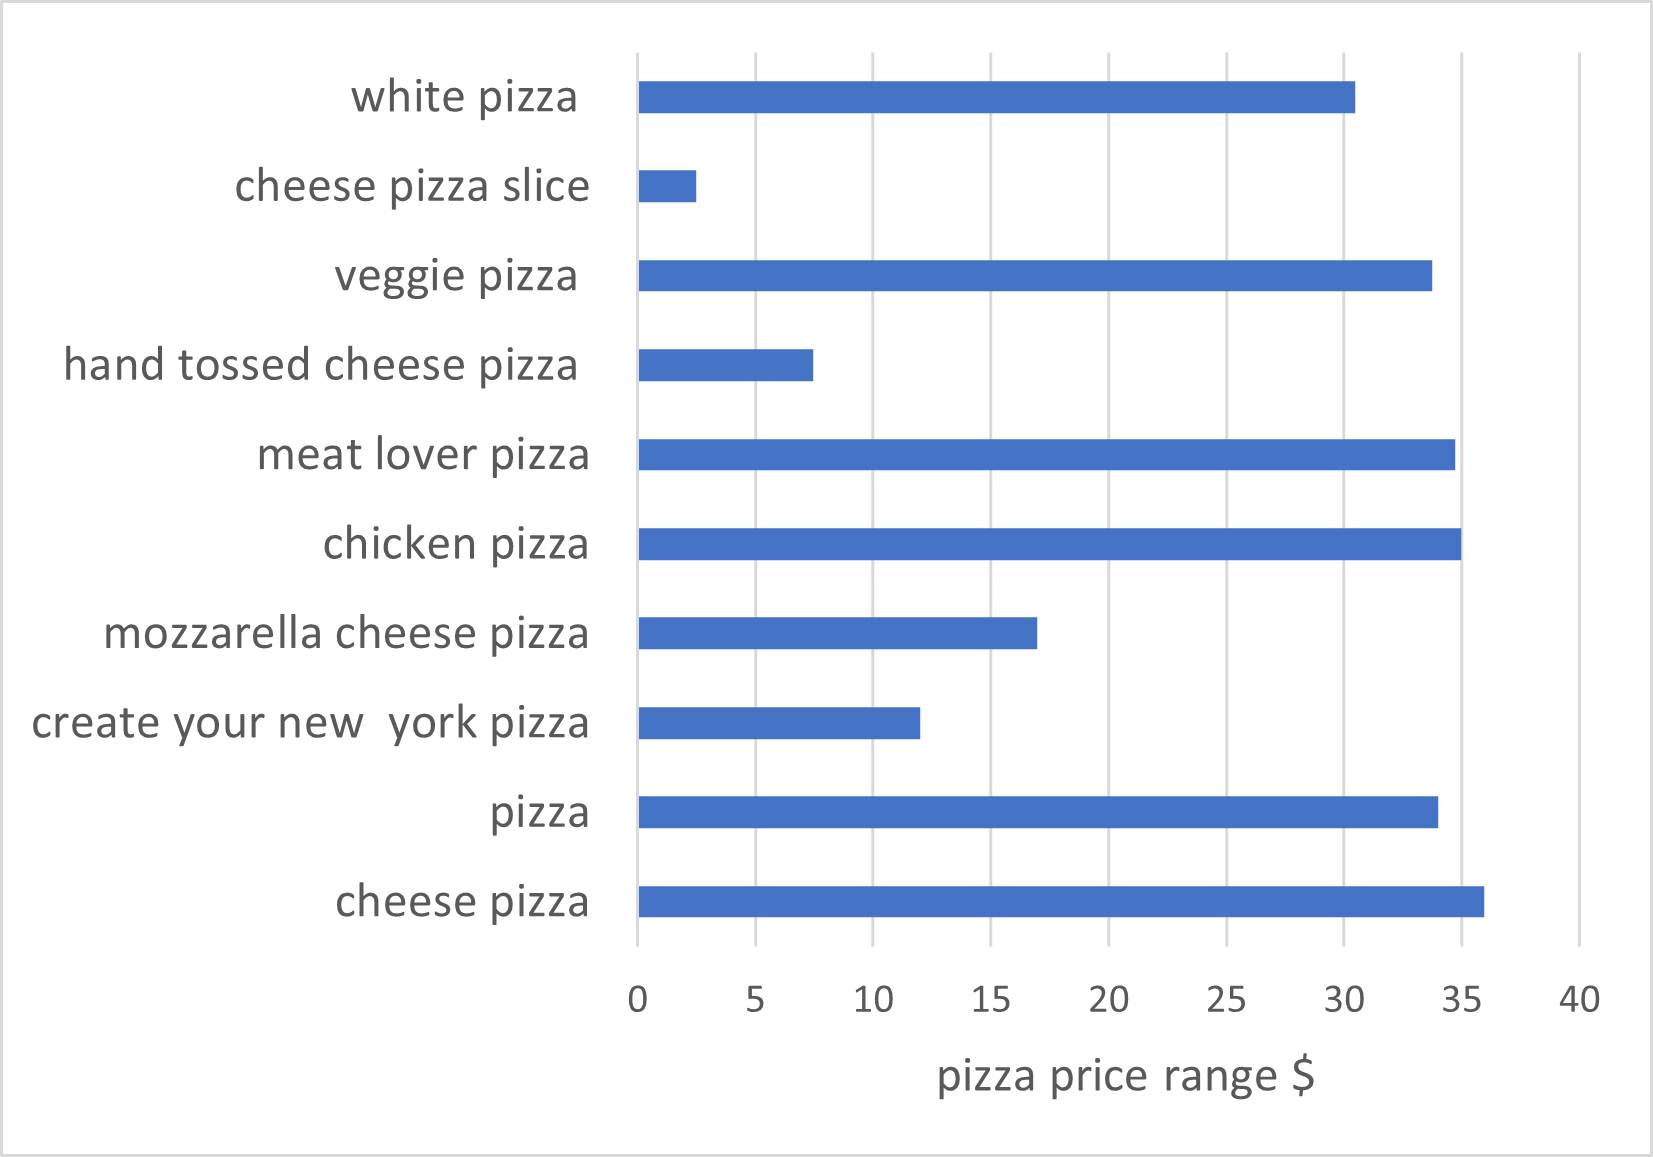 white pizza
cheese pizza slice
veggie pizza
hand tossed cheese pizza
meat lover pizza
chicken pizza
mozzarella cheese pizza
create your new  york pizza
pizza
cheese pizza
0 5 10 15 20 25 30 35 40
pizza price range $